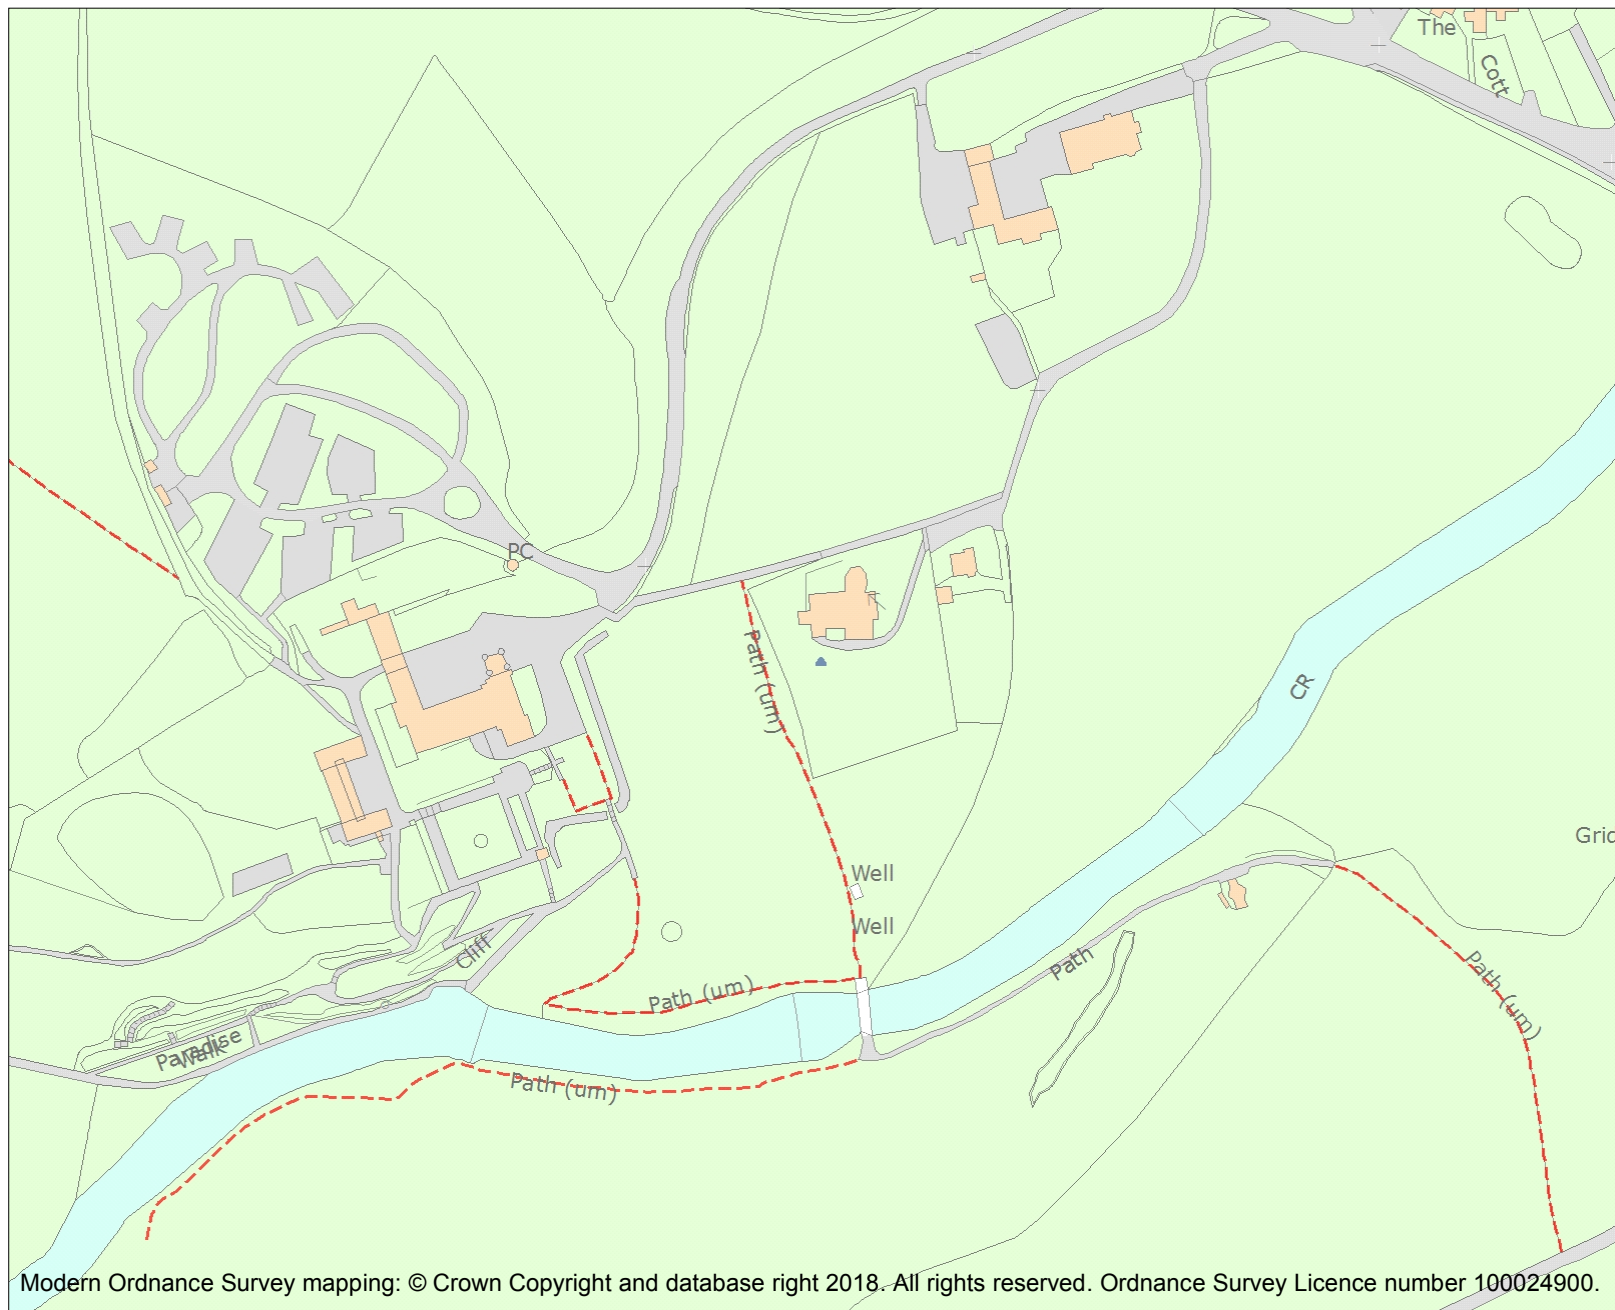 The
Cott
PC
Path (um)
CR
Grid
Well
Well
Cliff
Path
Path (um)
Path (um)
Paradise
Walk
Path (um)
Modern Ordnance Survey mapping: © Crown Copyright and database right 2018. All rights reserved. Ordnance Survey Licence number 100024900.